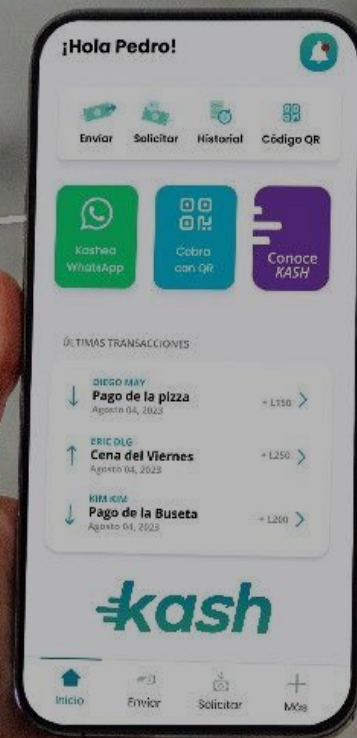 ¡Hola Pedro!
Enviar Solicitar Historial Código QR
Kashea
WhatsApp
Cobra
con QR
Conoce
KASH
ÚLTIMAS TRANSACCIONES
DIEGO MAY
Pago de la pizza
+ L150
Agosto 04, 2023
ERIC DLG
Cena del Viernes
+ L250
Agosto 04, 2023
KIM KIM
Pago de la Buseta
+ L200
Agosto 04, 2023
kash
Inicio Enviar Solicitar Más